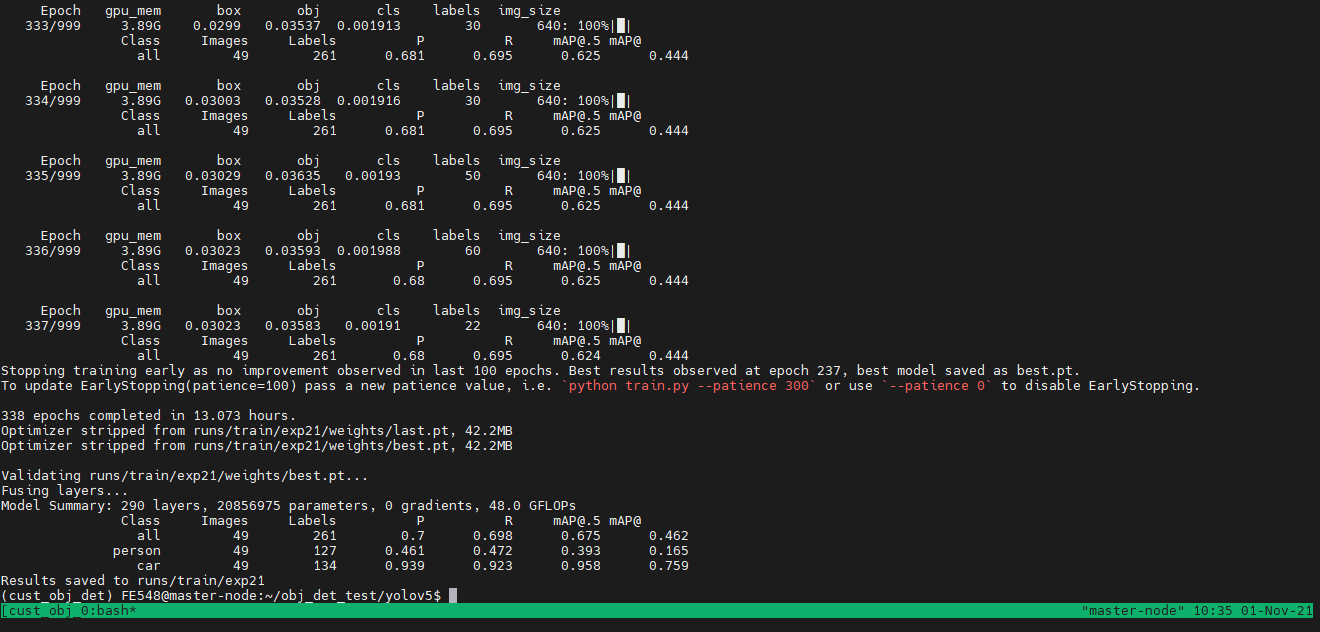 Epoch gpu_mem box obj cls labels img_size
333/999 3.89G 0.0299 0.03537 0.001913 30 640: 100%|█|
Class Images Labels P R mAP@.5 mAP@
all 49 261 0.681 0.695 0.625 0.444
Epoch gpu_mem box obj cls labels img_size
334/999 3.89G 0.03003 0.03528 0.001916 30 640: 100%|█|
Class Images Labels P R mAP@.5 mAP@
all 49 261 0.681 0.695 0.625 0.444
Epoch gpu_mem box obj cls labels img_size
335/999 3.89G 0.03029 0.03635 0.00193 50 640: 100%|█|
Class Images Labels P R mAP@.5 mAP@
all 49 261 0.681 0.695 0.625 0.444
Epoch gpu_mem box obj cls labels img_size
336/999 3.89G 0.03023 0.03593 0.001988 60 640: 100%|█|
Class Images Labels P R mAP@.5 mAP@
all 49 261 0.68 0.695 0.625 0.444
Epoch gpu_mem box obj cls labels img_size
337/999 3.89G 0.03023 0.03583 0.00191 22 640: 100%|█|
Class Images Labels P R mAP@.5 mAP@
all 49 261 0.68 0.695 0.624 0.444
Stopping training early as no improvement observed in last 100 epochs. Best results observed at epoch 237, best model saved as best.pt.
To update EarlyStopping(patience=100) pass a new patience value, i.e. `python train.py --patience 300` or use `--patience 0` to disable EarlyStopping.
338 epochs completed in 13.073 hours.
Optimizer stripped from runs/train/exp21/weights/last.pt, 42.2MB
Optimizer stripped from runs/train/exp21/weights/best.pt, 42.2MB
Validating runs/train/exp21/weights/best.pt...
Fusing layers...
Model Summary: 290 layers, 20856975 parameters, 0 gradients, 48.0 GFLOPs
Class Images Labels P R mAP@.5 mAP@
all 49 261 0.7 0.698 0.675 0.462
person 49 127 0.461 0.472 0.393 0.165
car 49 134 0.939 0.923 0.958 0.759
Results saved to runs/train/exp21
(cust_obj_det) FE548@master-node:~/obj_det_test/yolov5$
[cust_obj_0:bash* "master-node" 10:35 01-Nov-21